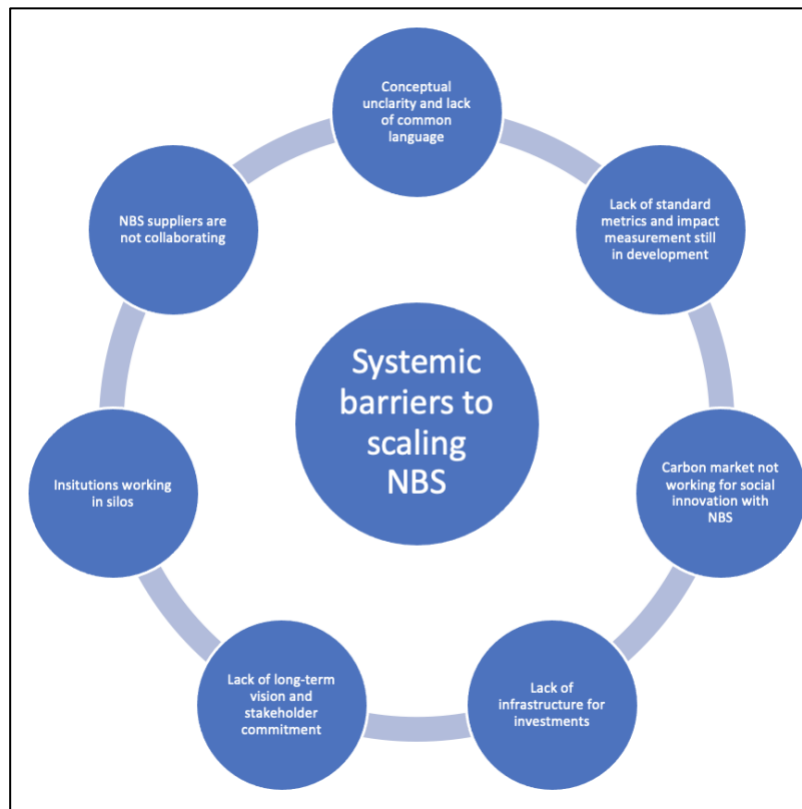 Conceptual
unclarity and lack
of common
language
Lack of standard
metrics and impact
measurement still
in development
Carbon market not
working for social
innovation with
NBS
Lack of
infrastructure for
investments
Lack of long-term
vision and
stakeholder
commitment
Insitutions working
in silos
NBS suppliers are
not collaborating
Systemic
barriers to
scaling
NBS